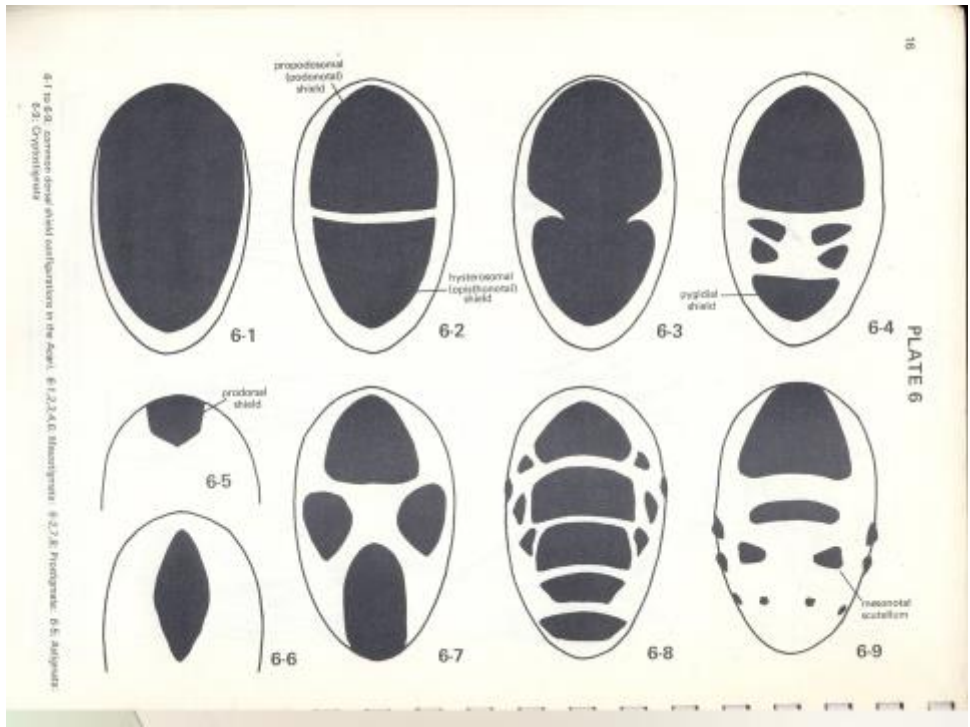 16
PLATE 6
propodosomal
(podonotal)
shield
6-1
6-2
hysterosomal
(opisthonotal)
shield
6-3
pygidial
shield
6-4
prodorsal
shield
6-5
6-6
6-7
6-8
mesonotal
scutellum
6-9
6-1 to 6-9: common dorsal shield configurations in the Acari. 6-1,2,3,4,6: Mesostigmata: 6-2,7,8: Prostigmata: 6-5: Astigmata:
6-9: Cryptostigmata